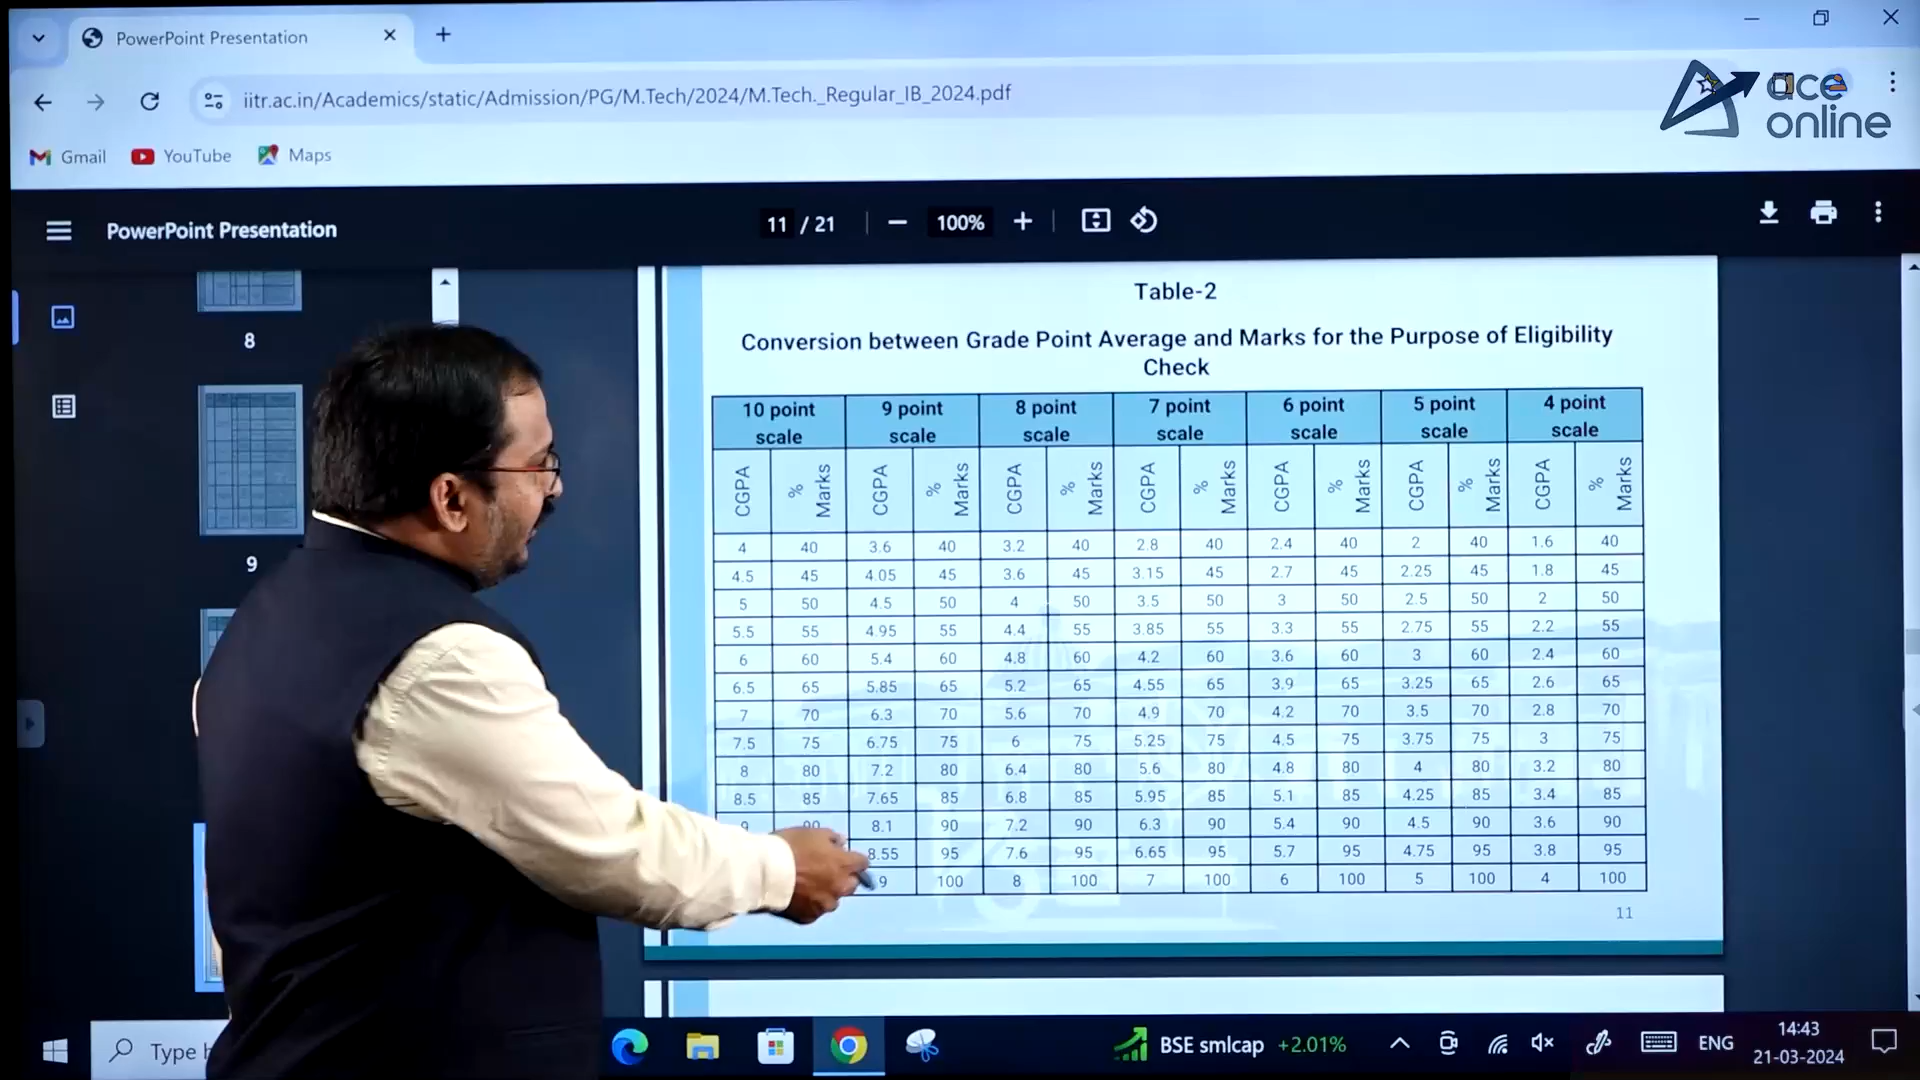 PowerPoint Presentation
iitr.ac.in/Academics/static/Admission/PG/M.Tech/2024/M.Tech._Regular_IB_2024.pdf
ace
online
Gmail
YouTube
Maps
PowerPoint Presentation
11 / 21
100%
8
9
Table-2
Conversion between Grade Point Average and Marks for the Purpose of Eligibility
Check
10 point scale 9 point scale 8 point scale 7 point scale 6 point scale 5 point scale 4 point scale
CGPA % Marks CGPA % Marks CGPA % Marks CGPA % Marks CGPA % Marks CGPA % Marks CGPA % Marks
4 40 3.6 40 3.2 40 2.8 40 2.4 40 2 40 1.6 40
4.5 45 4.05 45 3.6 45 3.15 45 2.7 45 2.25 45 1.8 45
5 50 4.5 50 4 50 3.5 50 3 50 2.5 50 2 50
5.5 55 4.95 55 4.4 55 3.85 55 3.3 55 2.75 55 2.2 55
6 60 5.4 60 4.8 60 4.2 60 3.6 60 3 60 2.4 60
6.5 65 5.85 65 5.2 65 4.55 65 3.9 65 3.25 65 2.6 65
7 70 6.3 70 5.6 70 4.9 70 4.2 70 3.5 70 2.8 70
7.5 75 6.75 75 6 75 5.25 75 4.5 75 3.75 75 3 75
8 80 7.2 80 6.4 80 5.6 80 4.8 80 4 80 3.2 80
8.5 85 7.65 85 6.8 85 5.95 85 5.1 85 4.25 85 3.4 85
9 90 8.1 90 7.2 90 6.3 90 5.4 90 4.5 90 3.6 90
8.55 95 7.6 95 6.65 95 5.7 95 4.75 95 3.8 95
9 100 8 100 7 100 6 100 5 100 4 100
11
Type
BSE smlcap +2.01%
ENG
14:43
21-03-2024